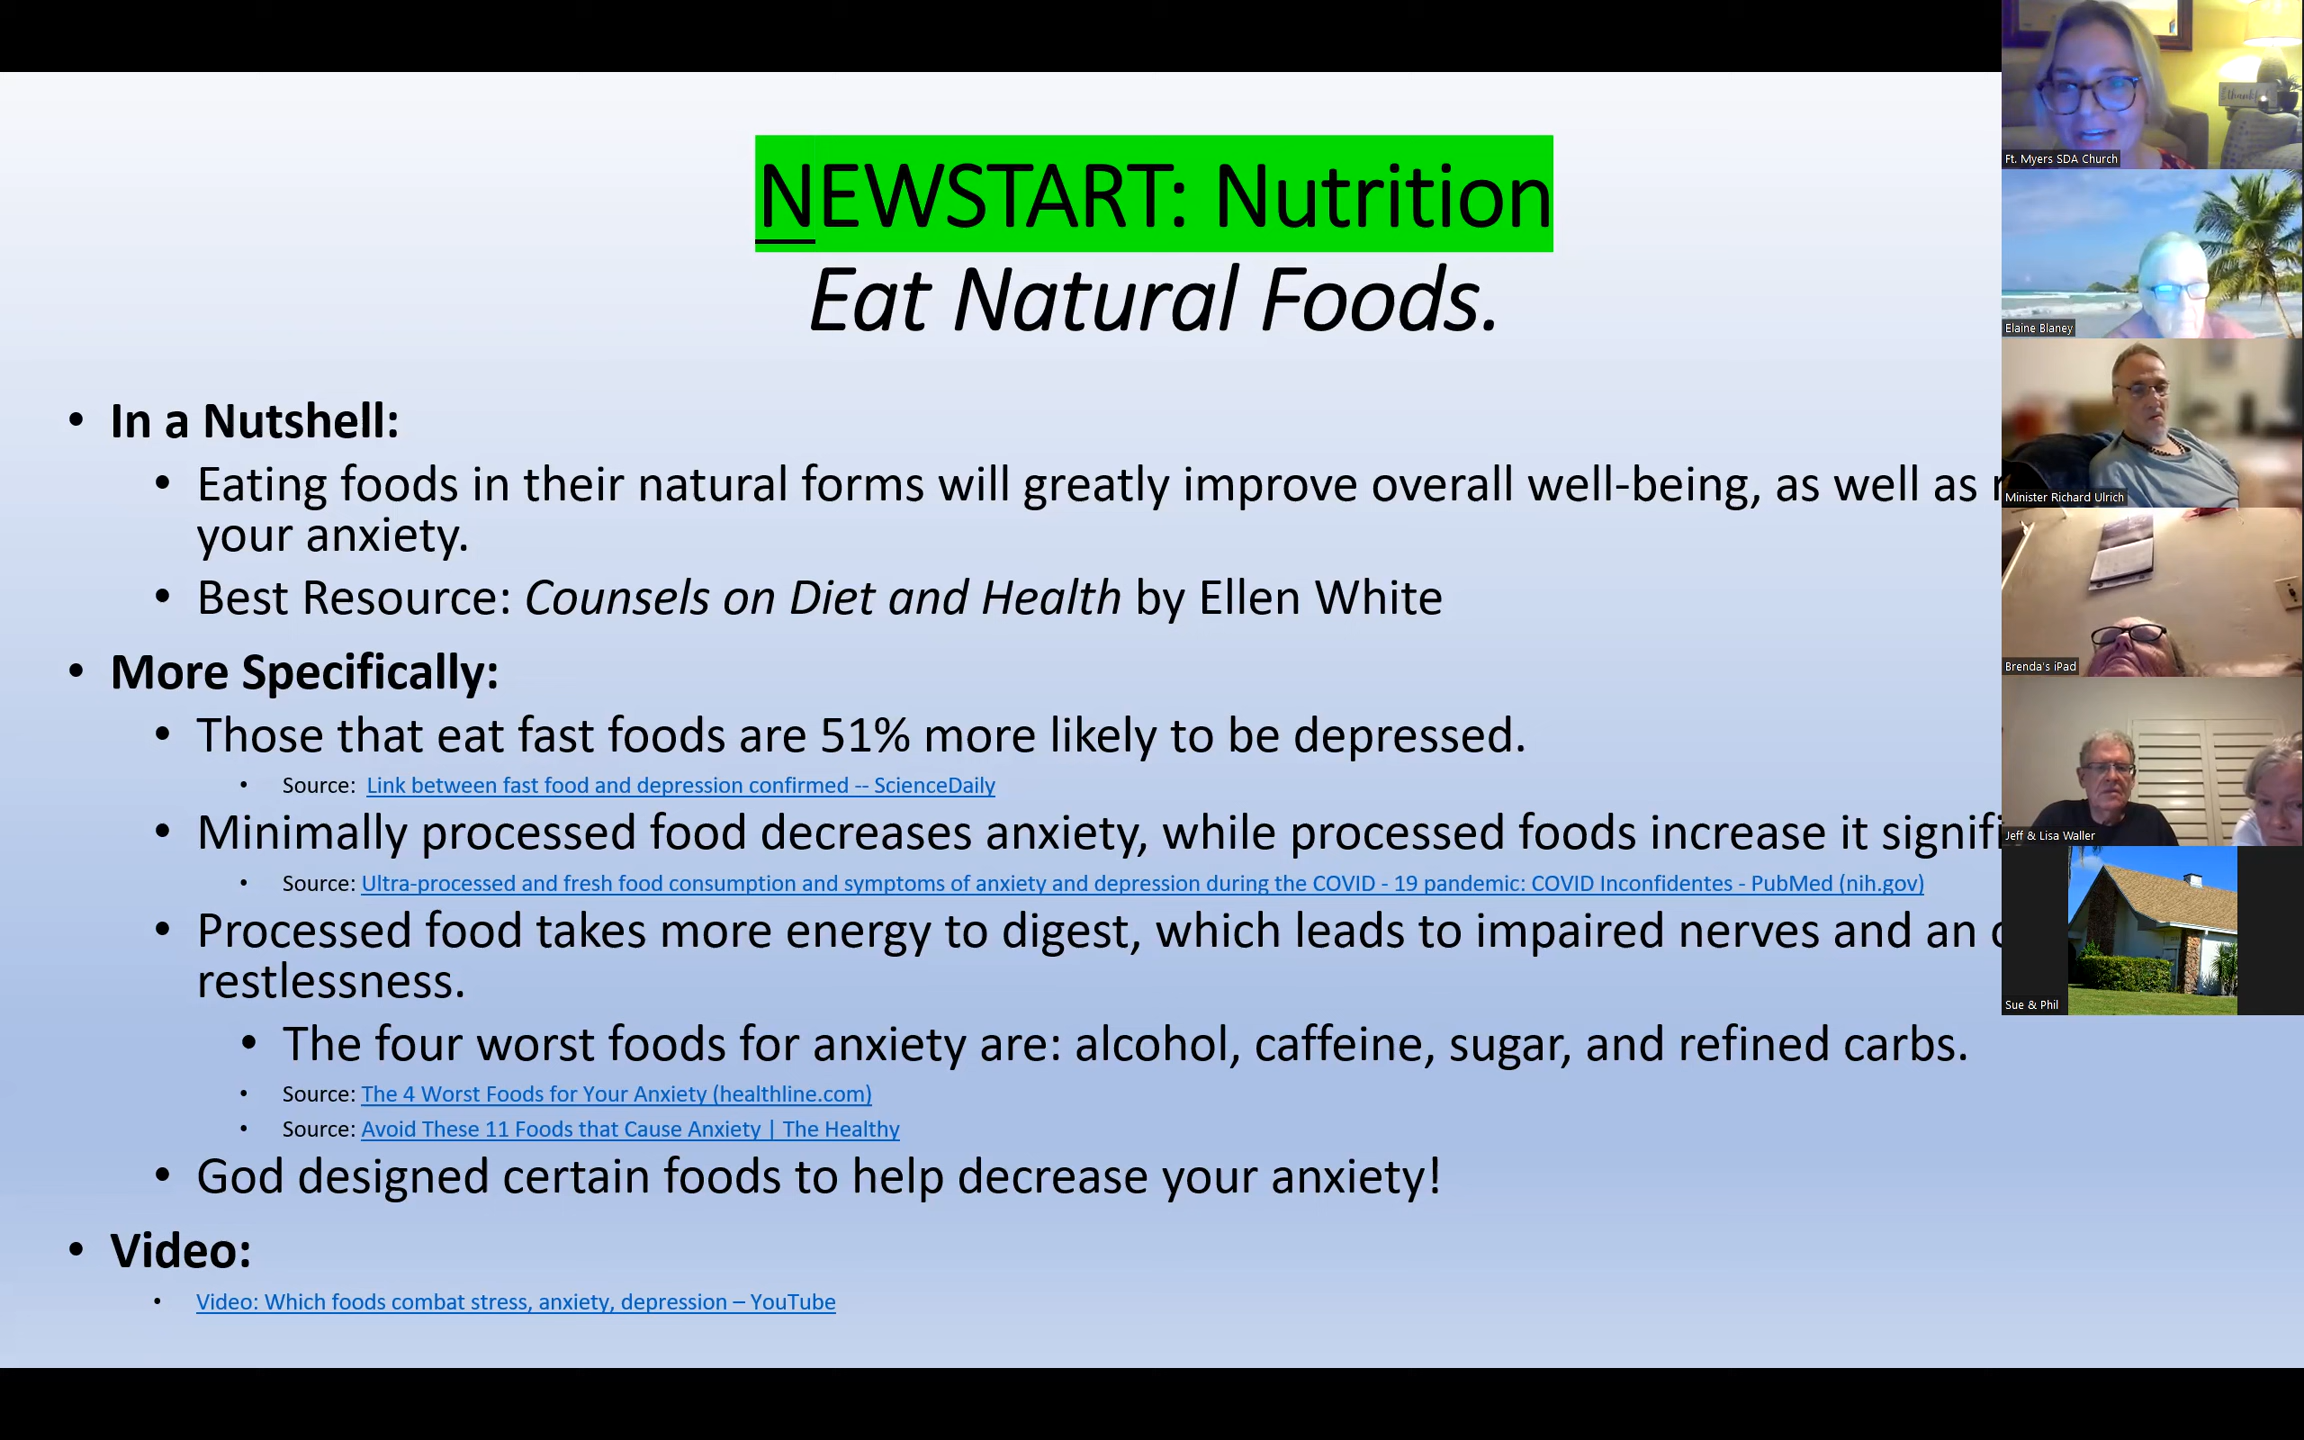 NEWSTART: Nutrition
Eat Natural Foods.
• In a Nutshell:
• Eating foods in their natural forms will greatly improve overall well-being, as well as
your anxiety.
• Best Resource: Counsels on Diet and Health by Ellen White
• More Specifically:
• Those that eat fast foods are 51% more likely to be depressed.
• Source: Link between fast food and depression confirmed -- ScienceDaily
• Minimally processed food decreases anxiety, while processed foods increase it signifi
• Source: Ultra-processed and fresh food consumption and symptoms of anxiety and depression during the COVID - 19 pandemic: COVID Inconfidentes - PubMed (nih.gov)
• Processed food takes more energy to digest, which leads to impaired nerves and an
restlessness.
• The four worst foods for anxiety are: alcohol, caffeine, sugar, and refined carbs.
• Source: The 4 Worst Foods for Your Anxiety (healthline.com)
• Source: Avoid These 11 Foods that Cause Anxiety | The Healthy
• God designed certain foods to help decrease your anxiety!
• Video:
• Video: Which foods combat stress, anxiety, depression – YouTube
thankful
Ft. Myers SDA Church
Elaine Blaney
Minister Richard Ulrich
Brenda's iPad
Jeff & Lisa Waller
Sue & Phil